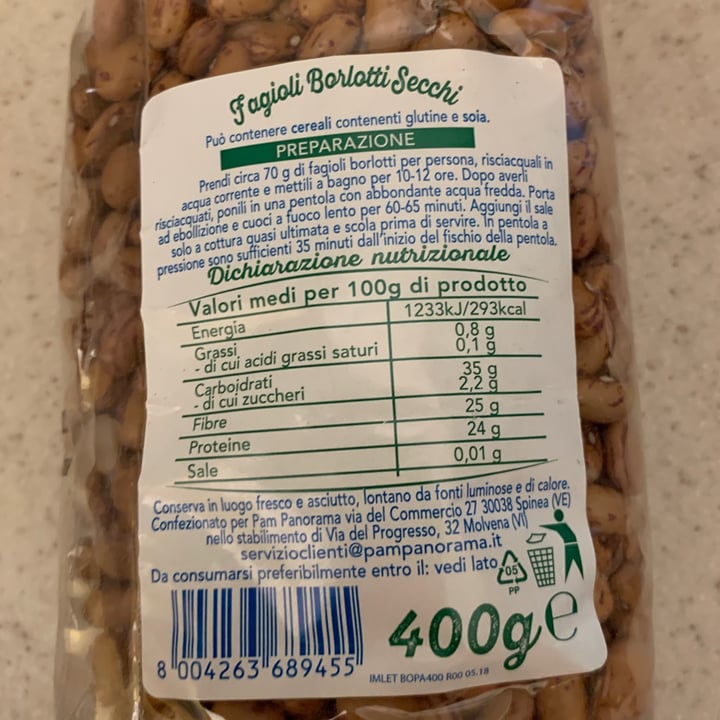 Fagioli Borlotti Secchi
Può contenere cereali contenenti glutine e soia.
PREPARAZIONE
Prendi circa 70 g di fagioli borlotti per persona, risciacquali in
acqua corrente e mettili a bagno per 10-12 ore. Dopo averli
risciacquati, ponili in una pentola con abbondante acqua fredda. Porta
ad ebollizione e cuoci a fuoco lento per 60-65 minuti. Aggiungi il sale
solo a cottura quasi ultimata e scola prima di servire. In pentola a
pressione sono sufficienti 35 minuti dall'inizio del fischio della pentola.
Dichiarazione nutrizionale
Valori medi per 100g di prodotto
Energia 1233kJ/293kcal
Grassi 0,8 g
- di cui acidi grassi saturi 0,1 g
Carboidrati 35 g
- di cui zuccheri 2,2 g
Fibre 25 g
Proteine 24 g
Sale 0,01 g
Conserva in luogo fresco e asciutto, lontano da fonti luminose e di calore.
Confezionato per Pam Panorama via del Commercio 27 30038 Spinea (VE)
nello stabilimento di Via del Progresso, 32 Molvena (VI)
servizioclienti@pampanorama.it
Da consumarsi preferibilmente entro il: vedi lato
05
PP
400g e
8 004263 689455
IMLET BOPA400 R00 05.18